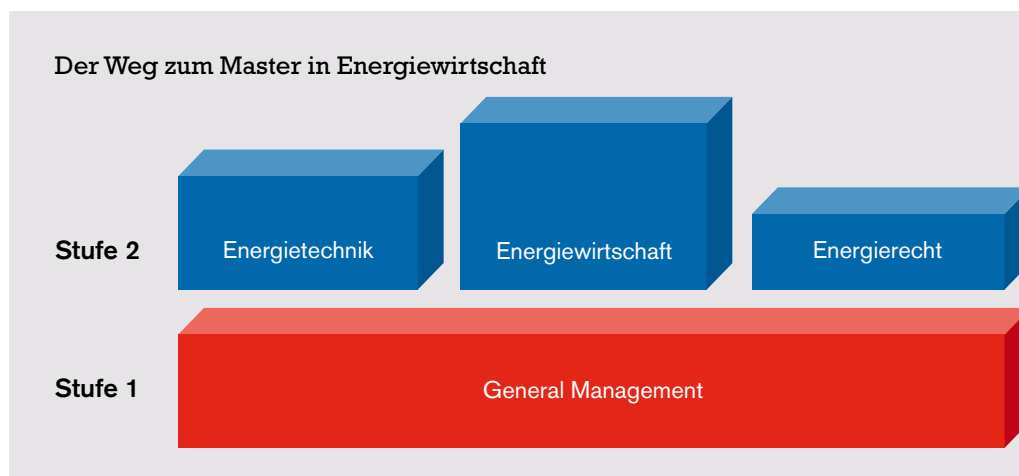 Der Weg zum Master in Energiewirtschaft
Stufe 2
Energietechnik
Energiewirtschaft
Energierecht
Stufe 1
General Management